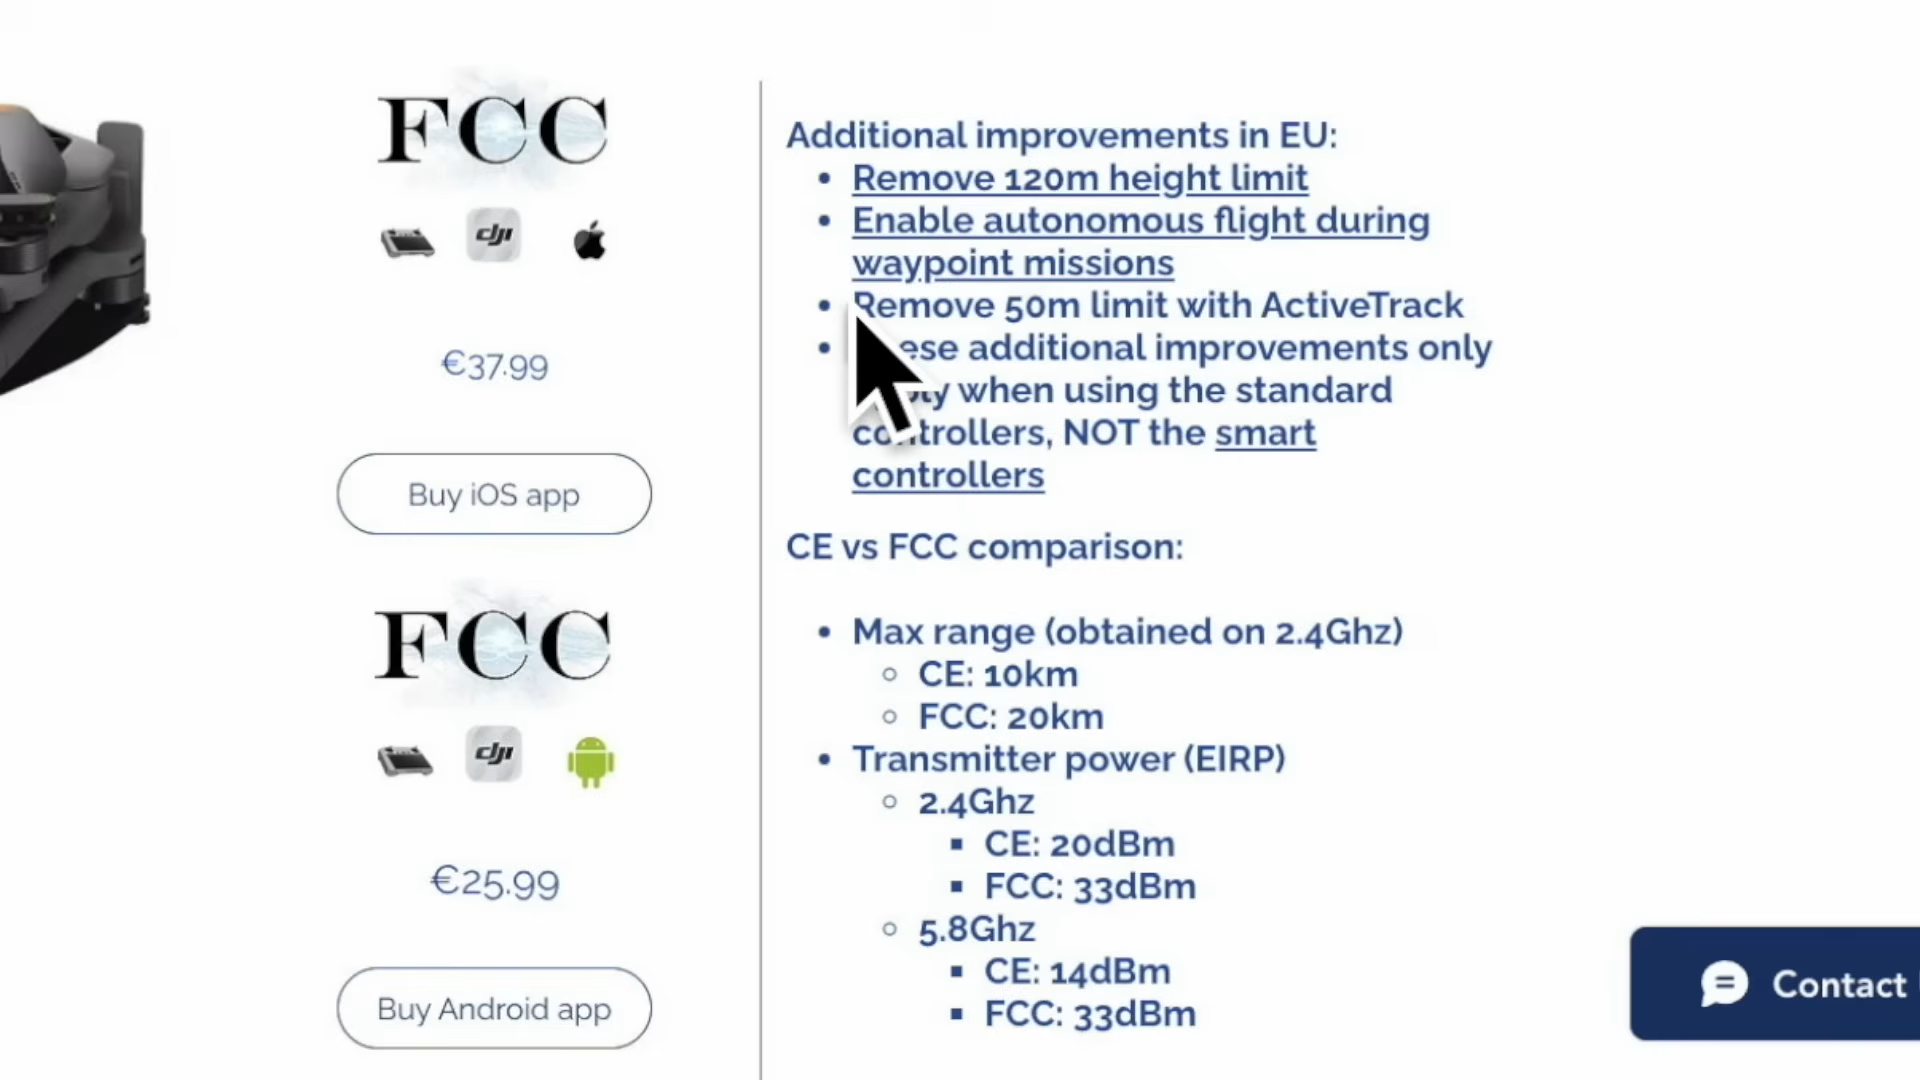 FCC
dji
€37.99
Buy iOS app
FCC
dji
€25.99
Buy Android app
Additional improvements in EU:
• Remove 120m height limit
• Enable autonomous flight during
waypoint missions
• Remove 50m limit with ActiveTrack
• additional improvements only
when using the standard
controllers, NOT the smart
controllers
CE vs FCC comparison:
• Max range (obtained on 2.4Ghz)
○ CE: 10km
○ FCC: 20km
• Transmitter power (EIRP)
○ 2.4Ghz
▪ CE: 20dBm
▪ FCC: 33dBm
○ 5.8Ghz
▪ CE: 14dBm
▪ FCC: 33dBm
Contact